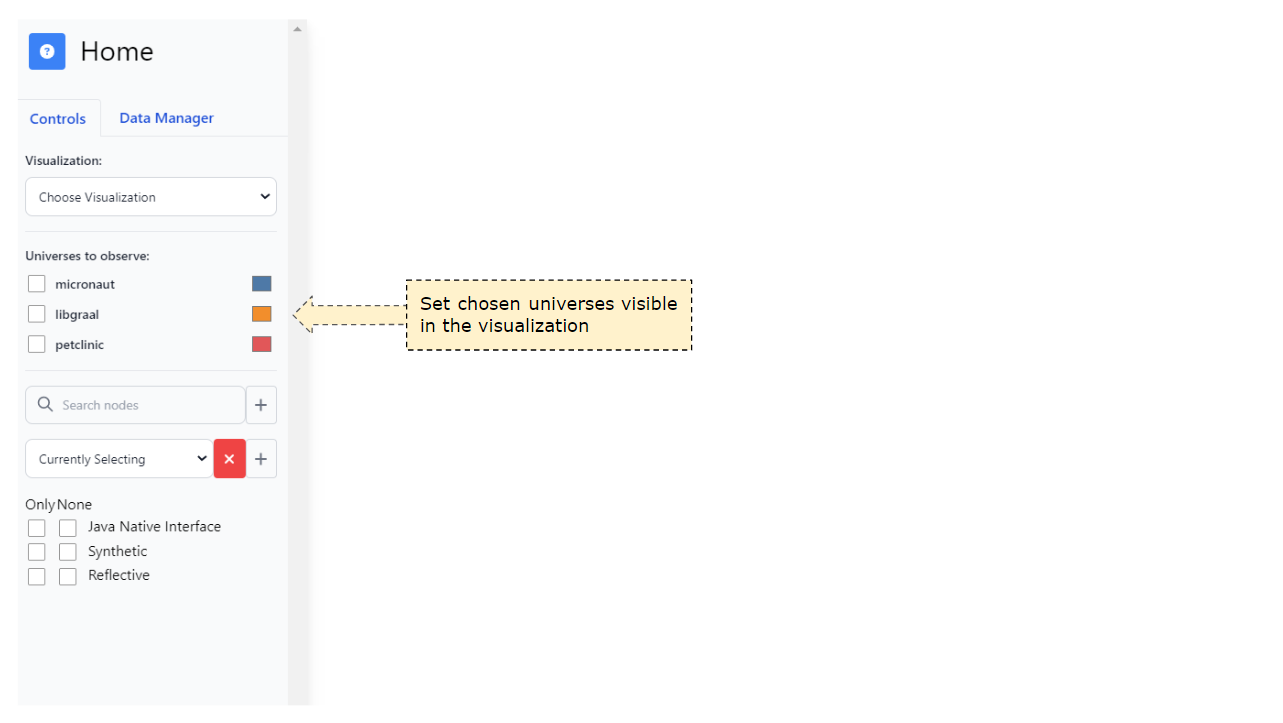 Home
Controls
Data Manager
Visualization:
Choose Visualization
Universes to observe:
micronaut
libgraal
petclinic
Set chosen universes visible
in the visualization
Search nodes
Currently Selecting
Only None
Java Native Interface
Synthetic
Reflective